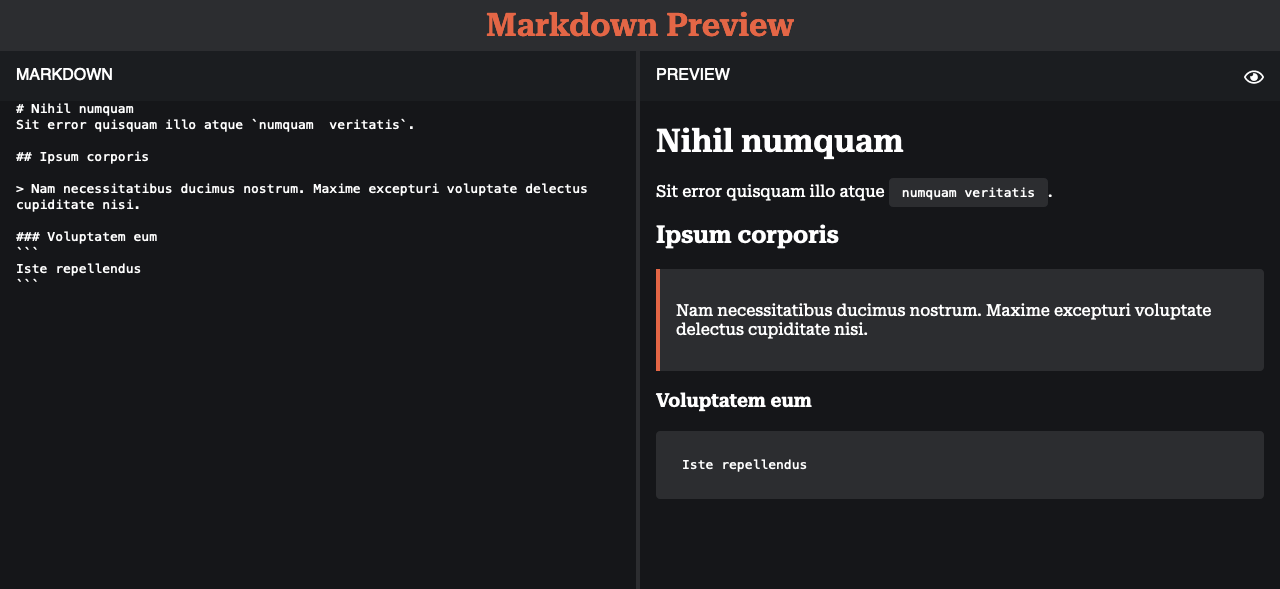 Markdown Preview
MARKDOWN
# Nihil numquam
Sit error quisquam illo atque `numquam  veritatis`.
## Ipsum corporis
> Nam necessitatibus ducimus nostrum. Maxime excepturi voluptate delectus
cupiditate nisi.
### Voluptatem eum
```
Iste repellendus
```
PREVIEW
Nihil numquam
Sit error quisquam illo atque numquam veritatis.
Ipsum corporis
Nam necessitatibus ducimus nostrum. Maxime excepturi voluptate
delectus cupiditate nisi.
Voluptatem eum
Iste repellendus